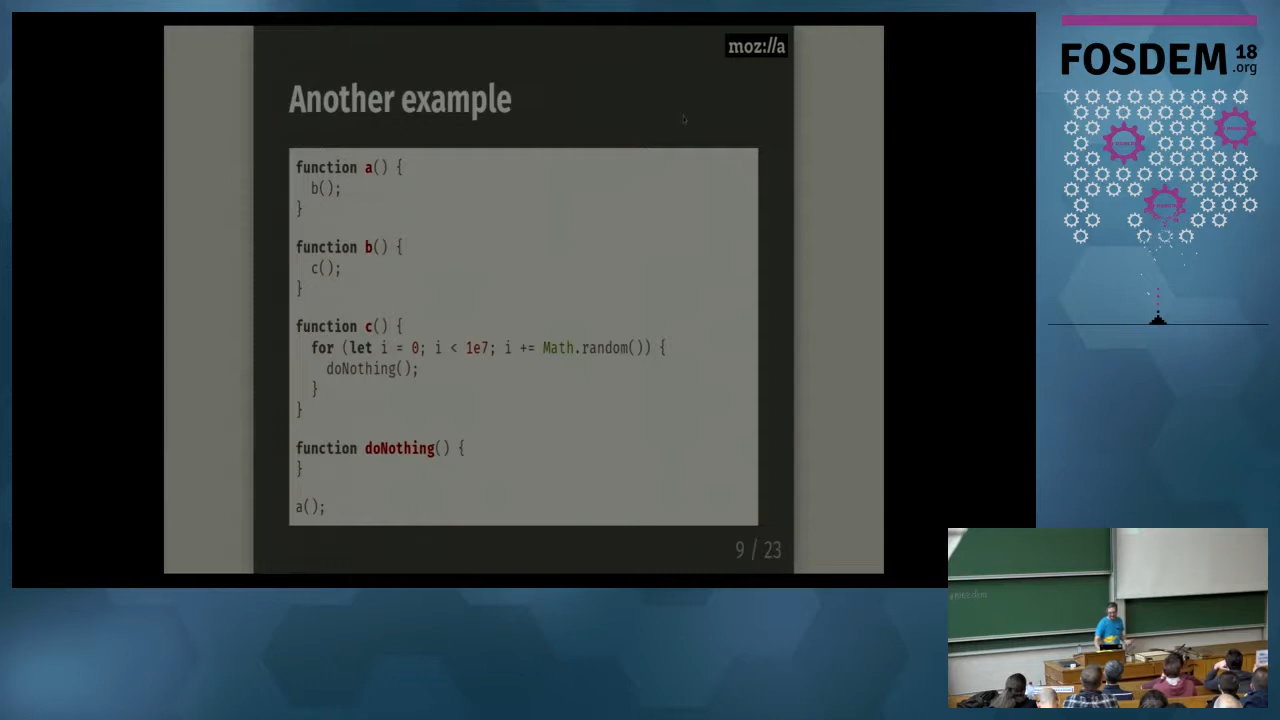 moz://a
Another example
function a() {
b();
}
function b() {
c();
}
function c() {
for (let i = 0; i < 1e7; i += Math.random()) {
doNothing();
}
}
function doNothing() {
}
a();
9 / 23
FOSDEM 18
.org